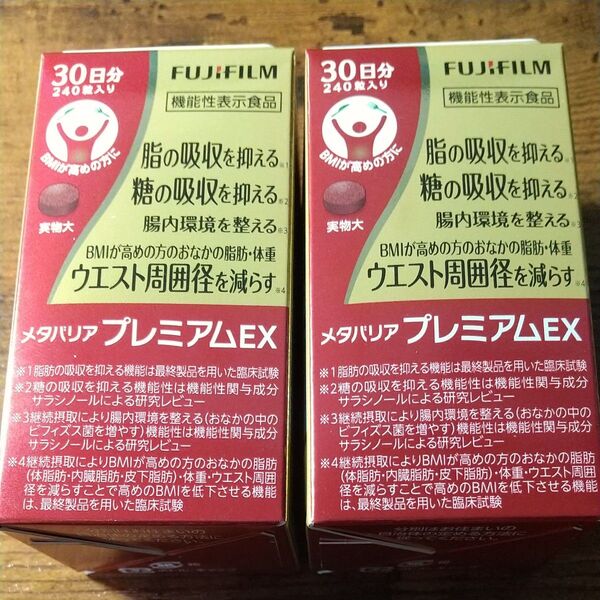 30日分
240粒入り
FUJIFILM
機能性表示食品
BMIが高めの方に
脂の吸収を抑える※1
糖の吸収を抑える※2
腸内環境を整える※3
実物大
BMIが高めの方のおなかの脂肪・体重
ウエスト周囲径を減らす※4
メタバリア プレミアムEX
※1脂肪の吸収を抑える機能は最終製品を用いた臨床試験
※2糖の吸収を抑える機能性は機能性関与成分
サラシノールによる研究レビュー
※3継続摂取により腸内環境を整える(おなかの中の
ビフィズス菌を増やす)機能性は機能性関与成分
サラシノールによる研究レビュー
※4継続摂取によりBMIが高めの方のおなかの脂肪
(体脂肪・内臓脂肪・皮下脂肪)・体重・ウエスト周囲
径を減らすことで高めのBMIを低下させる機能
は、最終製品を用いた臨床試験
30日分
240粒入り
FUJIFILM
機能性表示食品
BMIが高めの方に
脂の吸収を抑える※1
糖の吸収を抑える※2
腸内環境を整える※3
実物大
BMIが高めの方のおなかの脂肪・体重
ウエスト周囲径を減らす※4
メタバリア プレミアムEX
※1脂肪の吸収を抑える機能は最終製品を用いた臨床試験
※2糖の吸収を抑える機能性は機能性関与成分
サラシノールによる研究レビュー
※3継続摂取により腸内環境を整える(おなかの中の
ビフィズス菌を増やす)機能性は機能性関与成分
サラシノールによる研究レビュー
※4継続摂取によりBMIが高めの方のおなかの脂肪
(体脂肪・内臓脂肪・皮下脂肪)・体重・ウエスト周囲
径を減らすことで高めのBMIを低下させる機能
は、最終製品を用いた臨床試験
分別はお住まいの
自治体の定める方法に